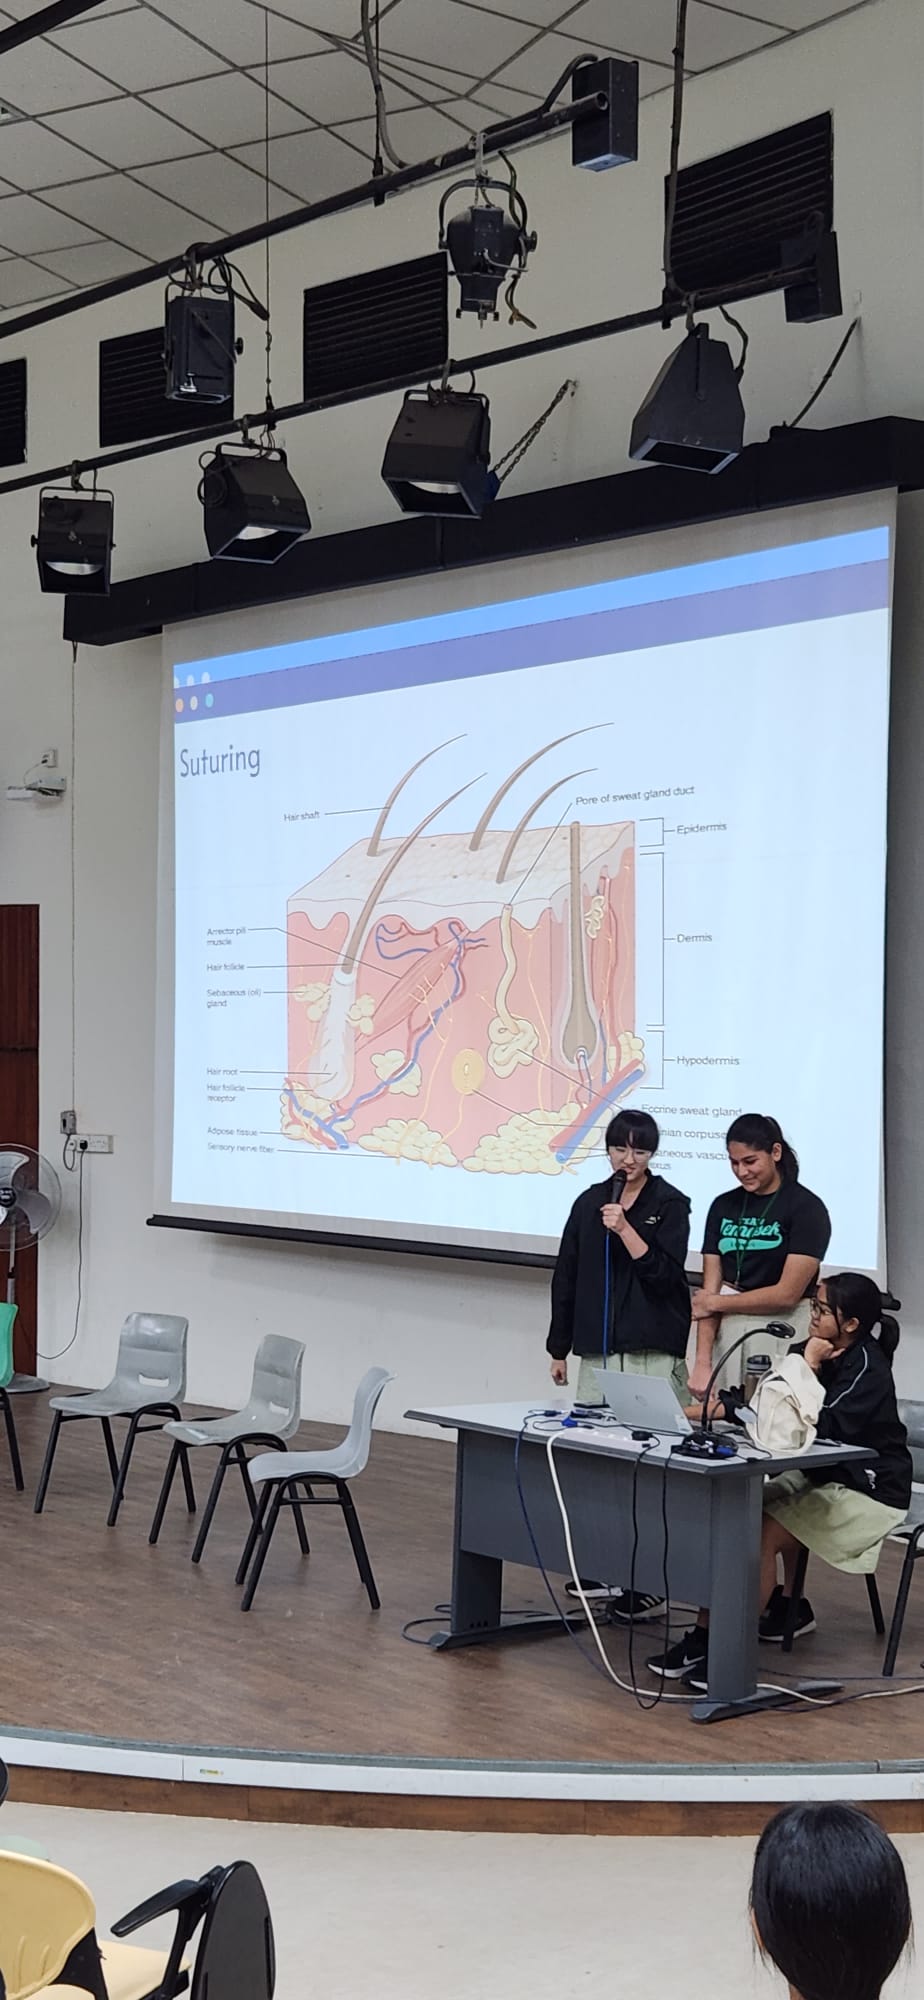 Suturing
Hair shaft
Pore of sweat gland duct
Epidermis
Arrector pili
muscle
Dermis
Hair follicle
Sebaceous (oil)
gland
Hair root
Hypodermis
Hair follicle
receptor
Eccrine sweat gland
Adipose tissue
Sensory nerve fiber
Temasek